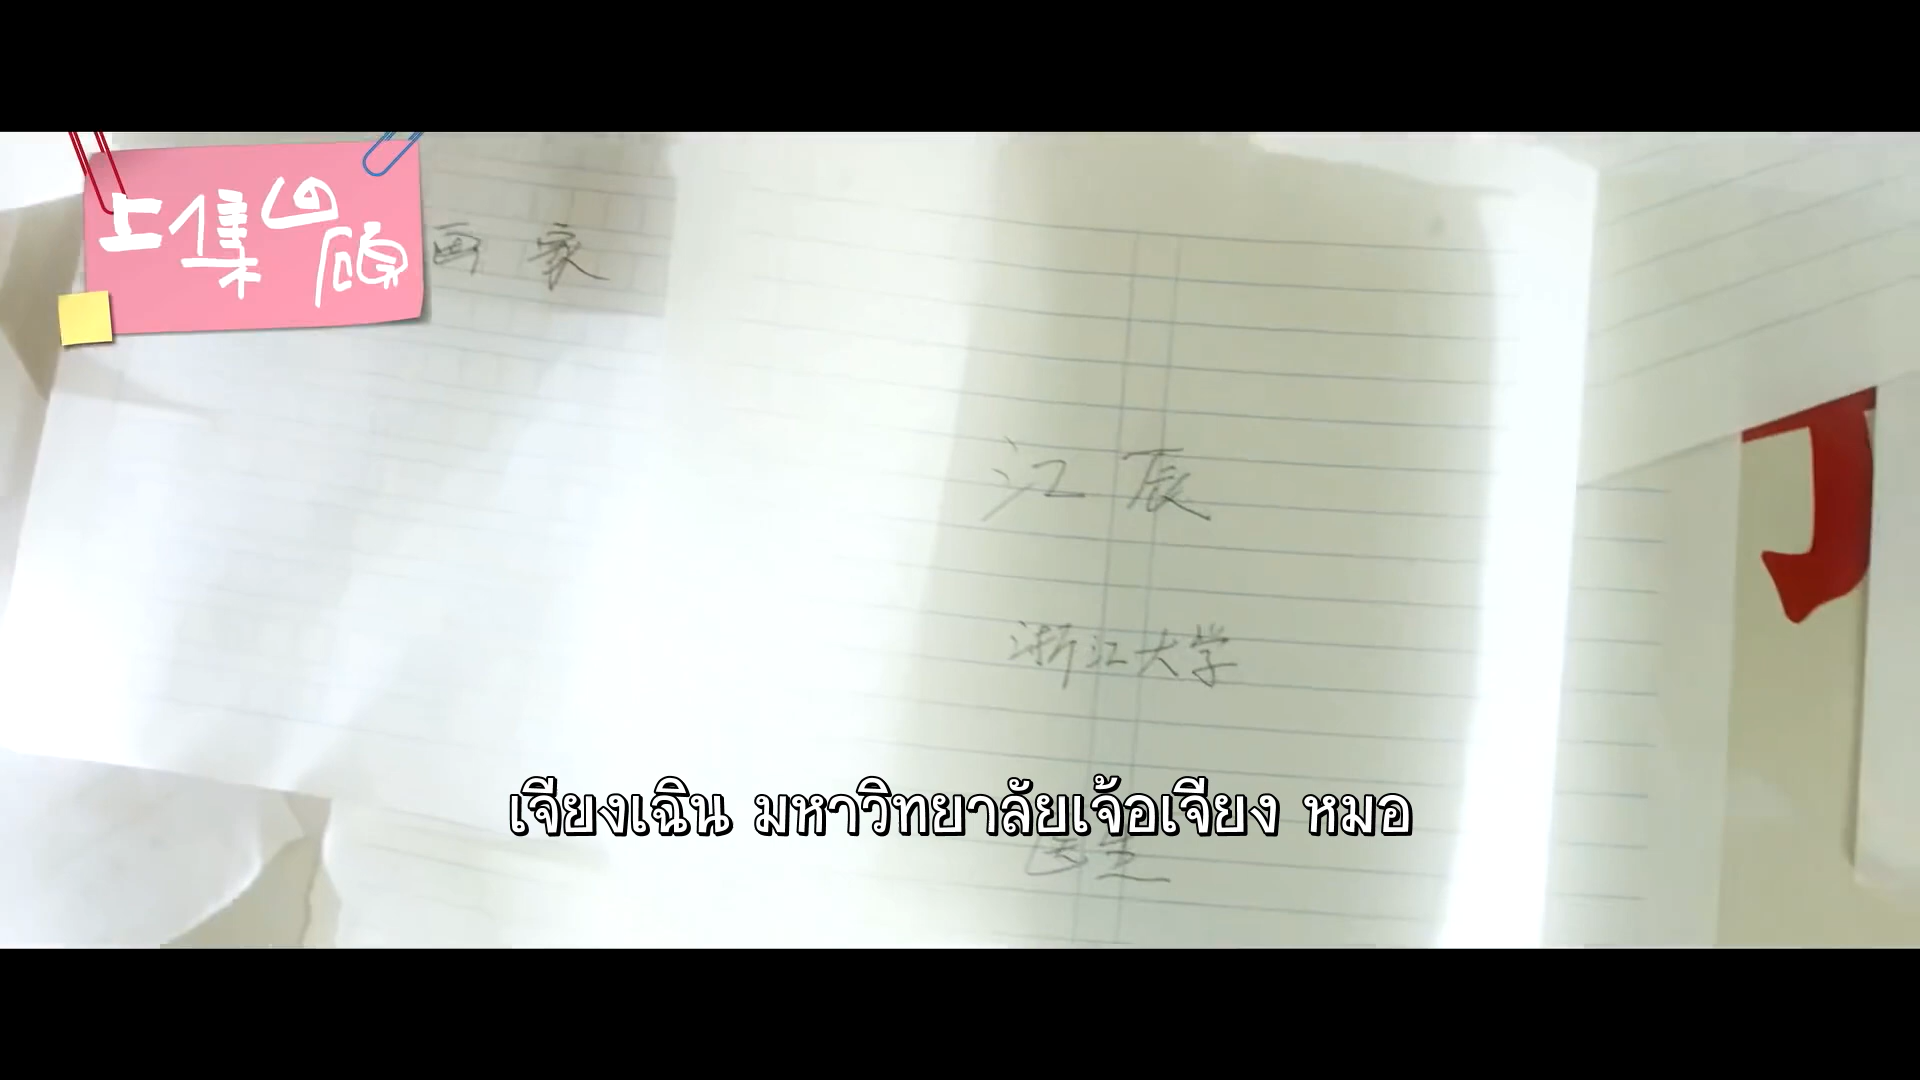 上集回顾
画家
江辰
浙江大学
เจียงเฉิน มหาวิทยาลัยเจ้อเจียง หมอ
医生